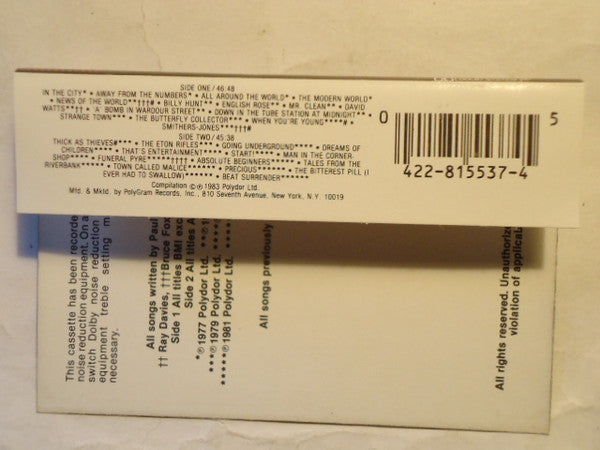 SIDE ONE/46:48
IN THE CITY* • AWAY FROM THE NUMBERS* • ALL AROUND THE WORLD* • THE MODERN WORLD*
• NEWS OF THE WORLD**†††# • BILLY HUNT** • ENGLISH ROSE** • MR. CLEAN** • DAVID
WATTS**†† • "A" BOMB IN WARDOUR STREET** • DOWN IN THE TUBE STATION AT MIDNIGHT** •
STRANGE TOWN*** • THE BUTTERFLY COLLECTOR*** • WHEN YOU'RE YOUNG***# •
SMITHERS-JONES***†††#
SIDE TWO/45:38
THICK AS THIEVES#*** • THE ETON RIFLES*** • GOING UNDERGROUND**** • DREAMS OF
CHILDREN**** • THAT'S ENTERTAINMENT**** • START!**** • MAN IN THE CORNER-
SHOP**** • FUNERAL PYRE*****†††† • ABSOLUTE BEGINNERS***** • TALES FROM THE
RIVERBANK***** • TOWN CALLED MALICE****** • PRECIOUS****** • THE BITTEREST PILL (I
EVER HAD TO SWALLOW)****** • BEAT SURRENDER******
Compilation ©℗ 1983 Polydor Ltd.
Mfd. & Mktd. by PolyGram Records, Inc., 810 Seventh Avenue, New York, N.Y. 10019
0
5
422-815537-4
This cassette has been recorde
noise reduction equipment. On a
switch Dolby noise reduction
equipment treble setting m
necessary.
All songs written by Paul
†† Ray Davies, †††Bruce Fox
Side 1 All titles BMI exc
Side 2 All titles A
*℗1977 Polydor Ltd. **℗1
***℗1979 Polydor Ltd. ***
*****℗1981 Polydor Ltd. ***
All songs previously
All rights reserved. Unauthorize
violation of applicab